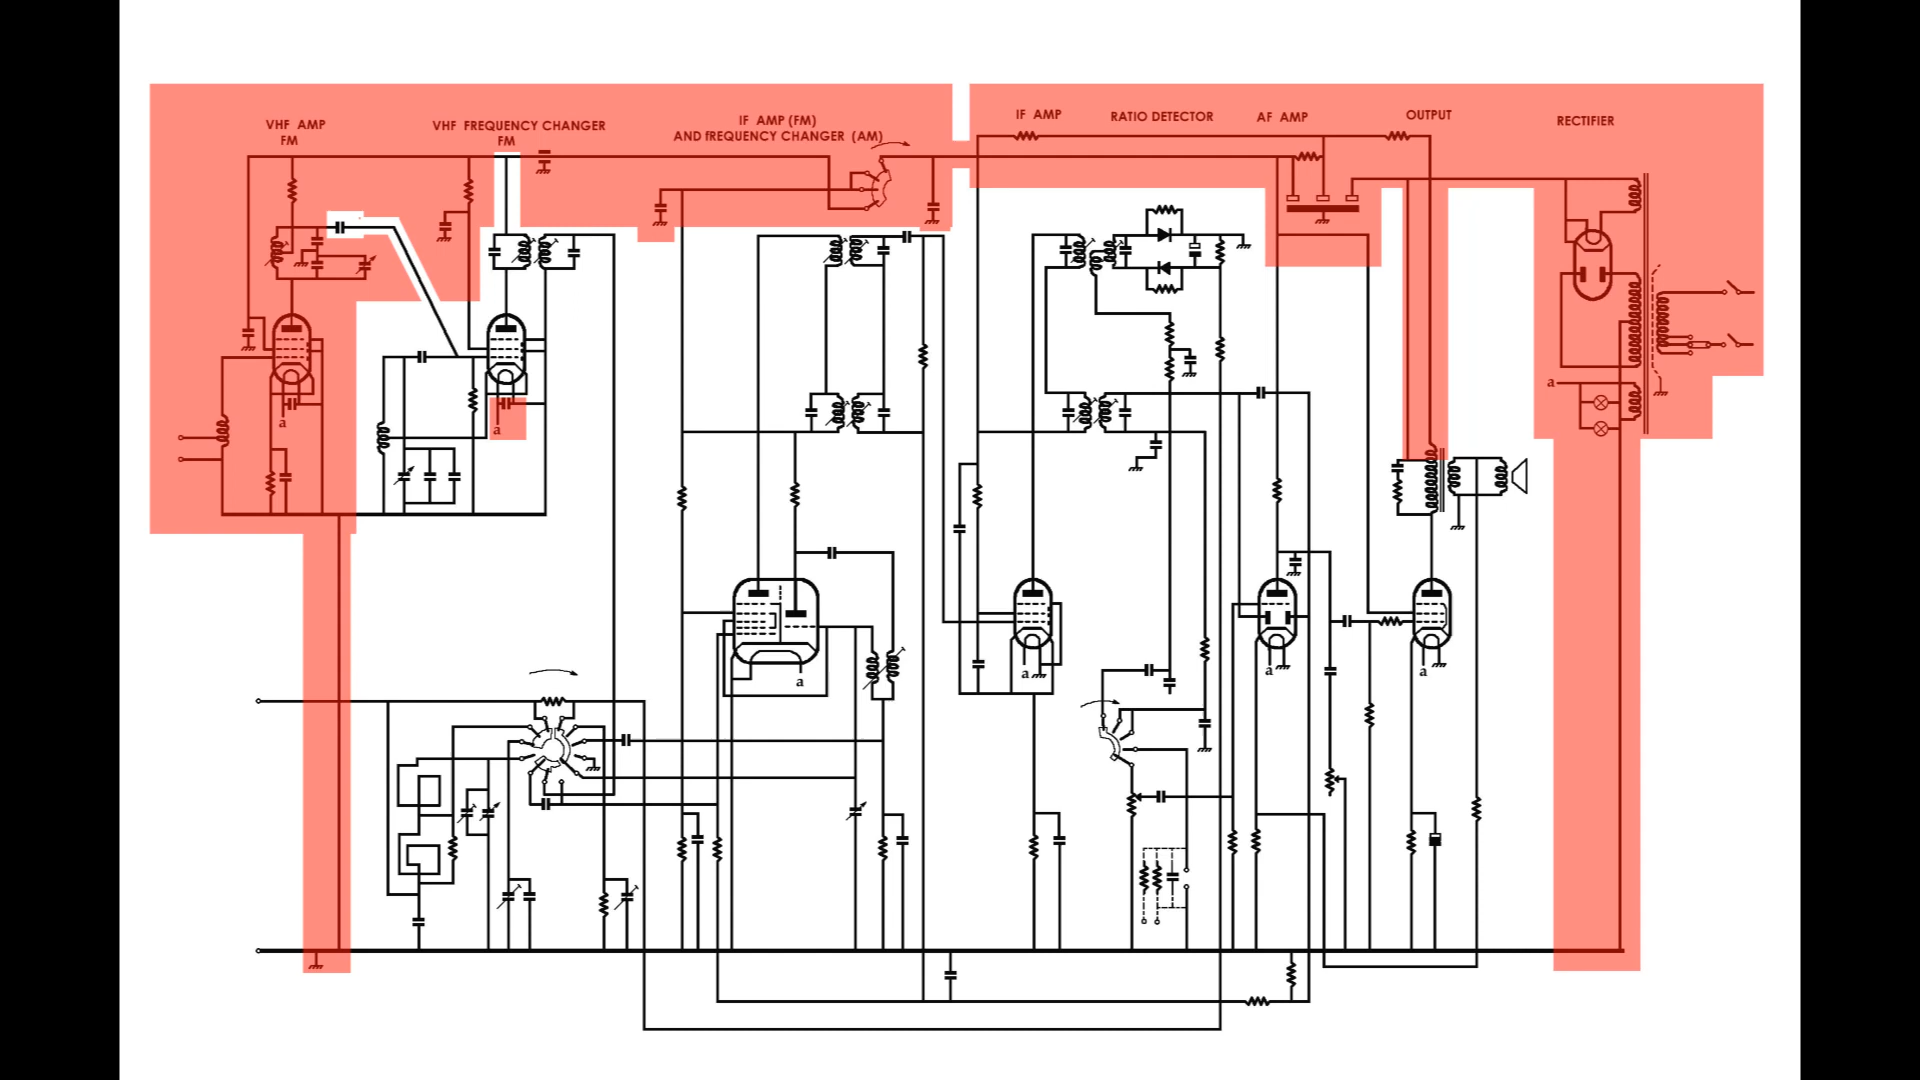 VHF AMP
FM
VHF FREQUENCY CHANGER
FM
IF AMP (FM)
AND fREQUENCY CHANGER (AM)
IF AMP
RATIO DETECTOR
AF AMP
OUTPUT
RECTIFIER
a
a
a
a
a
a
a